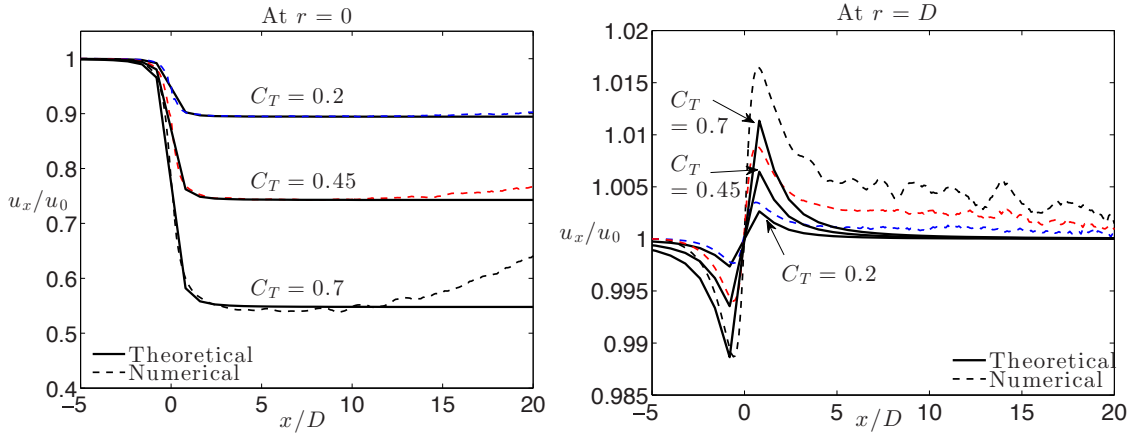 At r = 0
1
0.9
0.8
0.7
0.6
0.5
0.4
u_x/u_0
C_T = 0.2
C_T = 0.45
C_T = 0.7
Theoretical
Numerical
−5 0 5 10 15 20
x/D
At r = D
1.02
1.015
1.01
1.005
1
0.995
0.99
0.985
u_x/u_0
C_T
= 0.7
C_T
= 0.45
C_T = 0.2
Theoretical
Numerical
−5 0 5 10 15 20
x/D